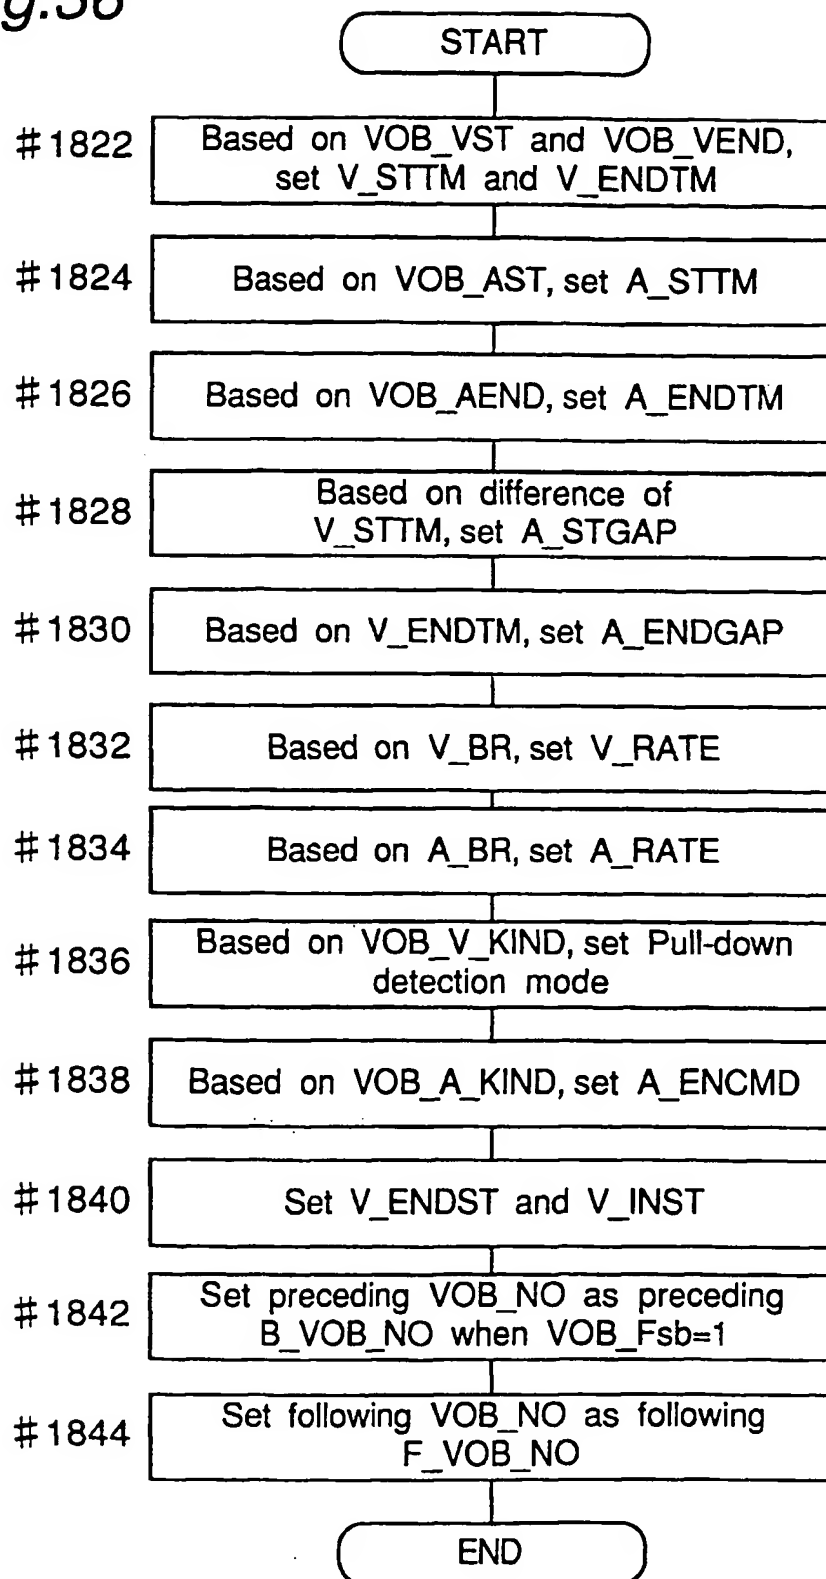 g.56
START
#1822
Based on VOB_VST and VOB_VEND,
set V_STTM and V_ENDTM
#1824
Based on VOB_AST, set A_STTM
#1826
Based on VOB_AEND, set A_ENDTM
#1828
Based on difference of
V_STTM, set A_STGAP
#1830
Based on V_ENDTM, set A_ENDGAP
#1832
Based on V_BR, set V_RATE
#1834
Based on A_BR, set A_RATE
#1836
Based on VOB_V_KIND, set Pull-down
detection mode
#1838
Based on VOB_A_KIND, set A_ENCMD
#1840
Set V_ENDST and V_INST
#1842
Set preceding VOB_NO as preceding
B_VOB_NO when VOB_Fsb=1
#1844
Set following VOB_NO as following
F_VOB_NO
END